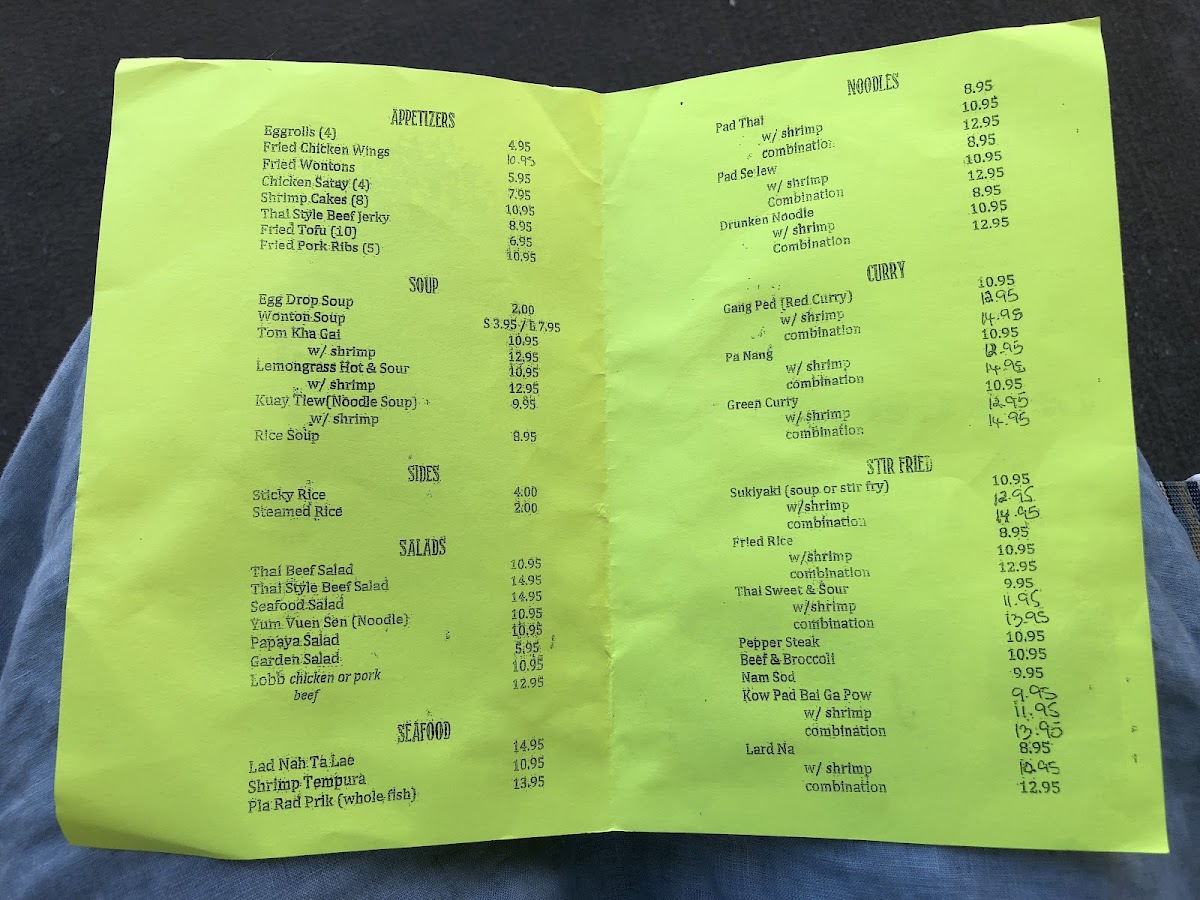 APPETIZERS
Eggrolls (4) 4.95
Fried Chicken Wings 10.95
Fried Wontons 5.95
Chicken Satay (4) 7.95
Shrimp Cakes (8) 10.95
Thai Style Beef Jerky 8.95
Fried Tofu (10) 6.95
Fried Pork Ribs (5) 10.95
SOUP
Egg Drop Soup 2.00
Wonton Soup S 3.95 / L 7.95
Tom Kha Gai 10.95
w/ shrimp 12.95
Lemongrass Hot & Sour 10.95
w/ shrimp 12.95
Kuay Tiew(Noodle Soup) 9.95
w/ shrimp
Rice Soup 8.95
SIDES
Sticky Rice 4.00
Steamed Rice 2.00
SALADS
Thai Beef Salad 10.95
Thai Style Beef Salad 14.95
Seafood Salad 14.95
Yum Vuen Sen (Noodle) 10.95
Papaya Salad 10.95
Garden Salad 5.95
Lobb chicken or pork 10.95
beef 12.95
SEAFOOD
Lad Nah Ta Lae 14.95
Shrimp Tempura 10.95
Pla Rad Prik (whole fish) 13.95
NOODLES
Pad Thai 8.95
w/ shrimp 10.95
combination 12.95
Pad Se Iew 8.95
w/ shrimp 10.95
Combination 12.95
Drunken Noodle 8.95
w/ shrimp 10.95
Combination 12.95
CURRY
Gang Ped (Red Curry) 10.95
w/ shrimp 12.95
combination 14.95
Pa Nang 10.95
w/ shrimp 12.95
combination 14.95
Green Curry 10.95
w/ shrimp 12.95
combination 14.95
STIR FRIED
Sukiyaki (soup or stir fry) 10.95
w/shrimp 12.95
combination 14.95
Fried Rice 8.95
w/shrimp 10.95
combination 12.95
Thai Sweet & Sour 9.95
w/shrimp 11.95
combination 13.95
Pepper Steak 10.95
Beef & Broccoli 10.95
Nam Sod 9.95
Kow Pad Bai Ga Pow 9.95
w/ shrimp 11.95
combination 13.95
Lard Na 8.95
w/ shrimp 10.95
combination 12.95